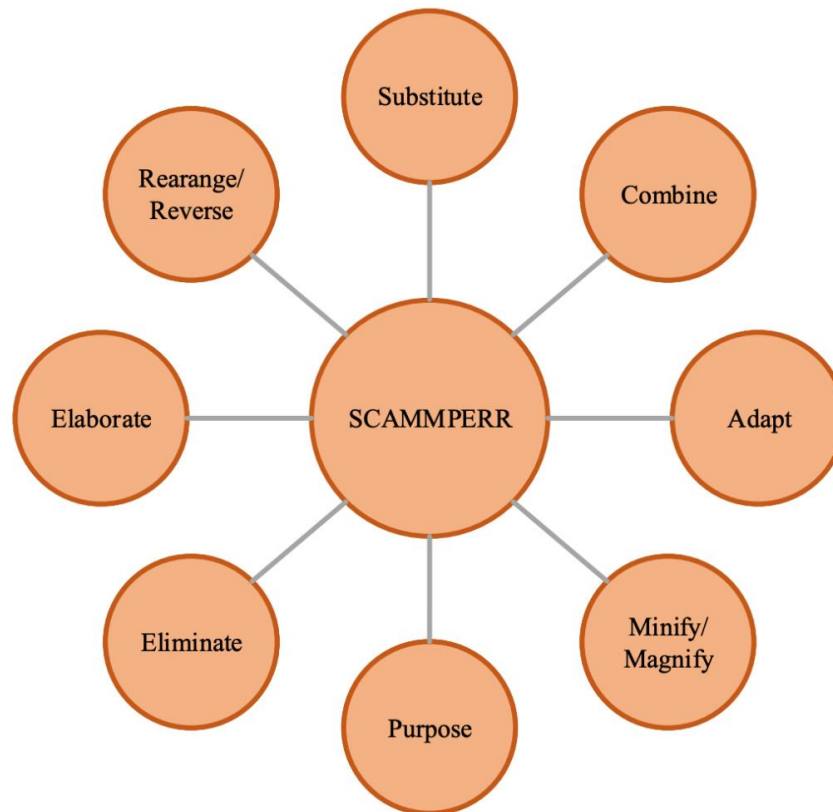 Substitute
Rearange/
Reverse
Combine
Elaborate
SCAMMPERR
Adapt
Eliminate
Minify/
Magnify
Purpose